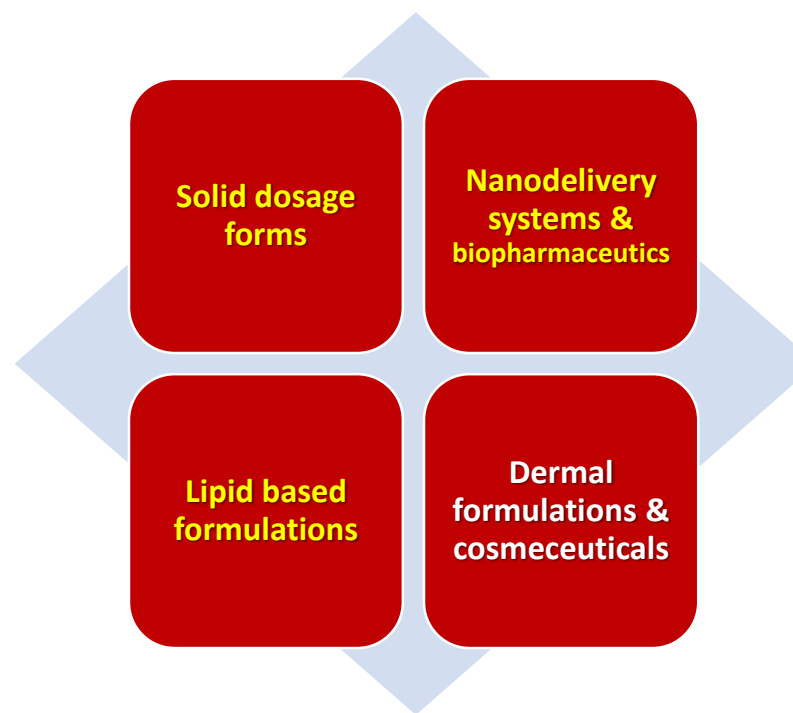 Solid dosage
forms
Nanodelivery
systems &
biopharmaceutics
Lipid based
formulations
Dermal
formulations &
cosmeceuticals